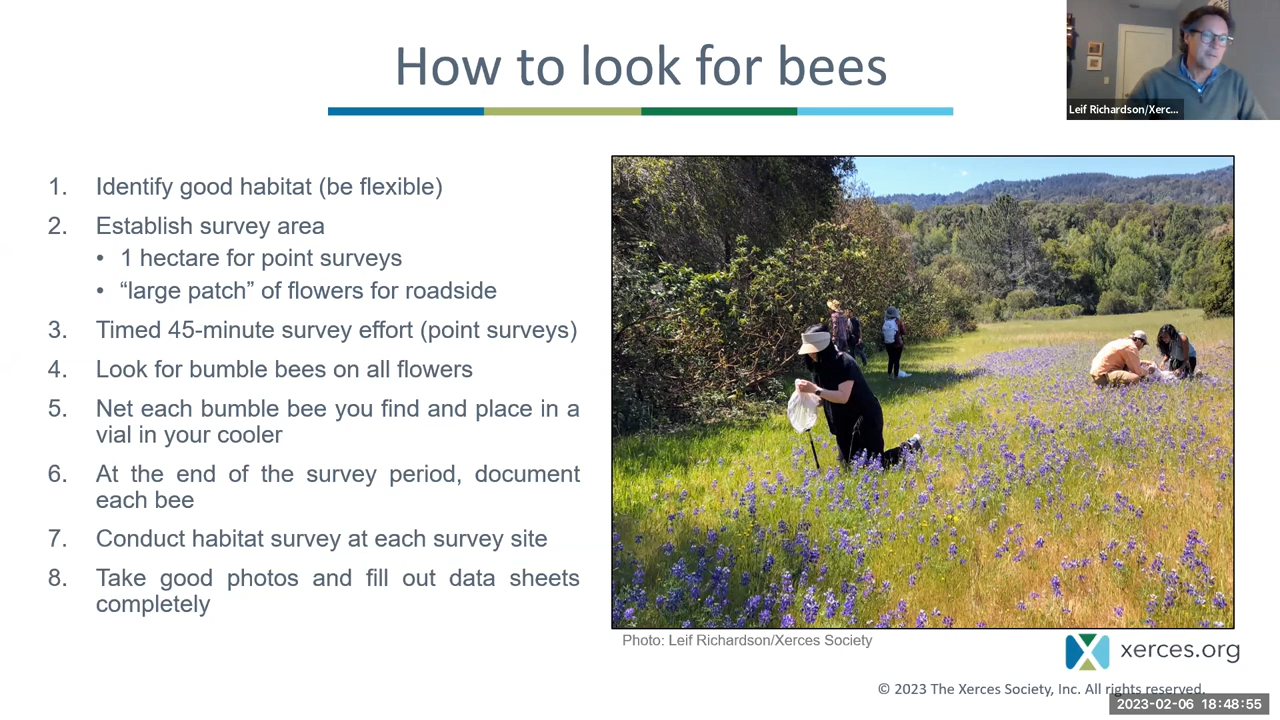 How to look for bees
Leif Richardson/Xerc...
1. Identify good habitat (be flexible)
2. Establish survey area
• 1 hectare for point surveys
• “large patch” of flowers for roadside
3. Timed 45-minute survey effort (point surveys)
4. Look for bumble bees on all flowers
5. Net each bumble bee you find and place in a
vial in your cooler
6. At the end of the survey period, document
each bee
7. Conduct habitat survey at each survey site
8. Take good photos and fill out data sheets
completely
Photo: Leif Richardson/Xerces Society
xerces.org
© 2023 The Xerces Society, Inc. All rights reserved.
2023-02-06 18:48:55